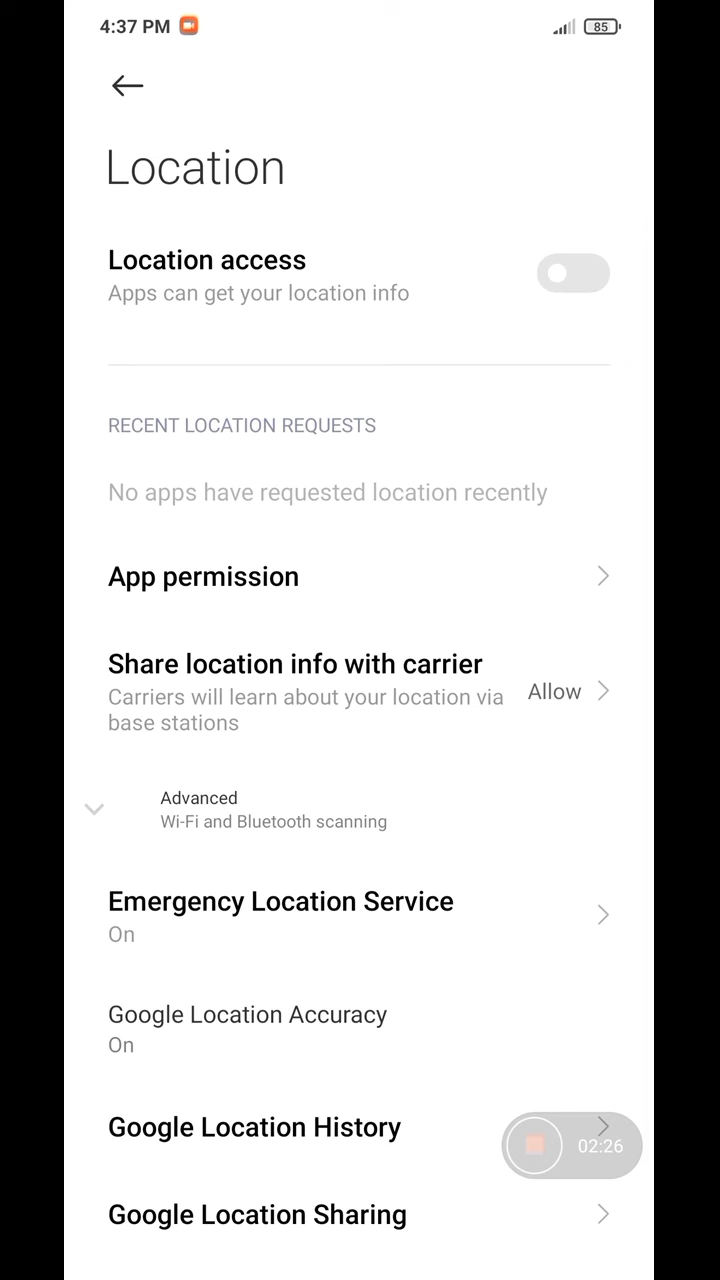 4:37 PM
85
Location
Location access
Apps can get your location info
RECENT LOCATION REQUESTS
No apps have requested location recently
App permission
Share location info with carrier
Carriers will learn about your location via
base stations
Allow
Advanced
Wi-Fi and Bluetooth scanning
Emergency Location Service
On
Google Location Accuracy
On
Google Location History
02:26
Google Location Sharing